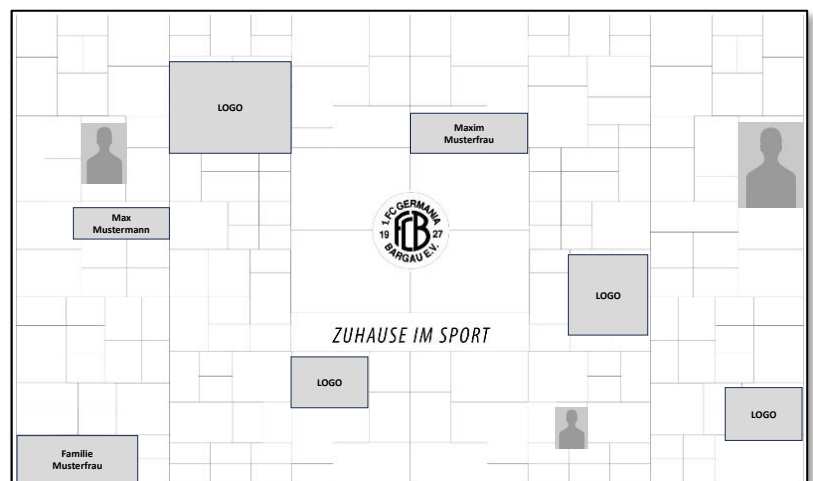 LOGO
Maxim
Musterfrau
Max
Mustermann
1. FC GERMANIA
19 FCB 27
BARGAU E.V.
LOGO
ZUHAUSE IM SPORT
LOGO
LOGO
Familie
Musterfrau